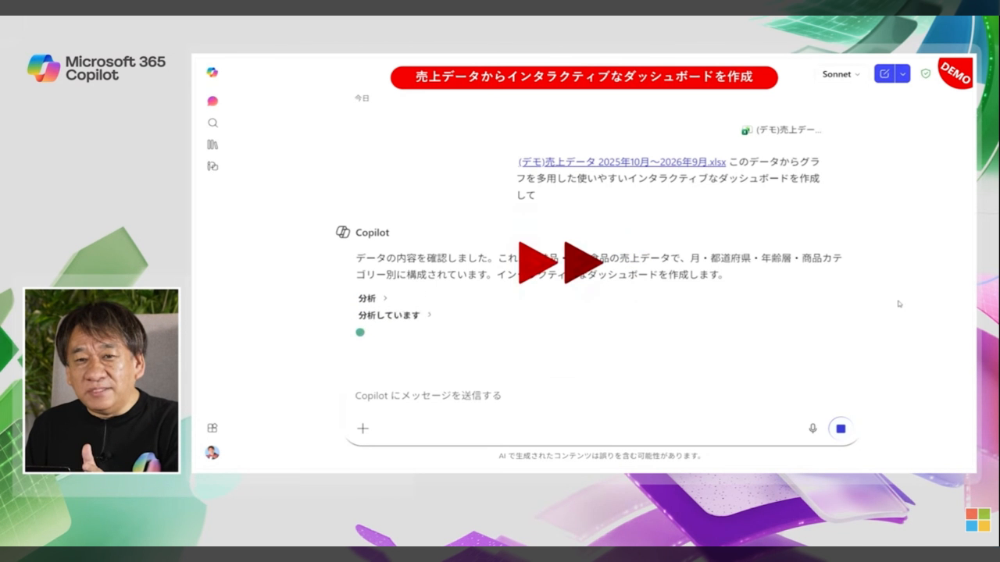 Microsoft 365
Copilot
売上データからインタラクティブなダッシュボードを作成
Sonnet
DEMO
今日
(デモ)売上デー...
(デモ)売上データ 2025年10月～2026年9月.xlsx このデータからグラ
フを多用した使いやすいインタラクティブなダッシュボードを作成
して
Copilot
データの内容を確認しました。これ 品・ 食品の売上データで、月・都道府県・年齢層・商品カテ
ゴリー別に構成されています。イン クティ ダッシュボードを作成します。
分析
分析しています
Copilot にメッセージを送信する
AI で生成されたコンテンツは誤りを含む可能性があります。